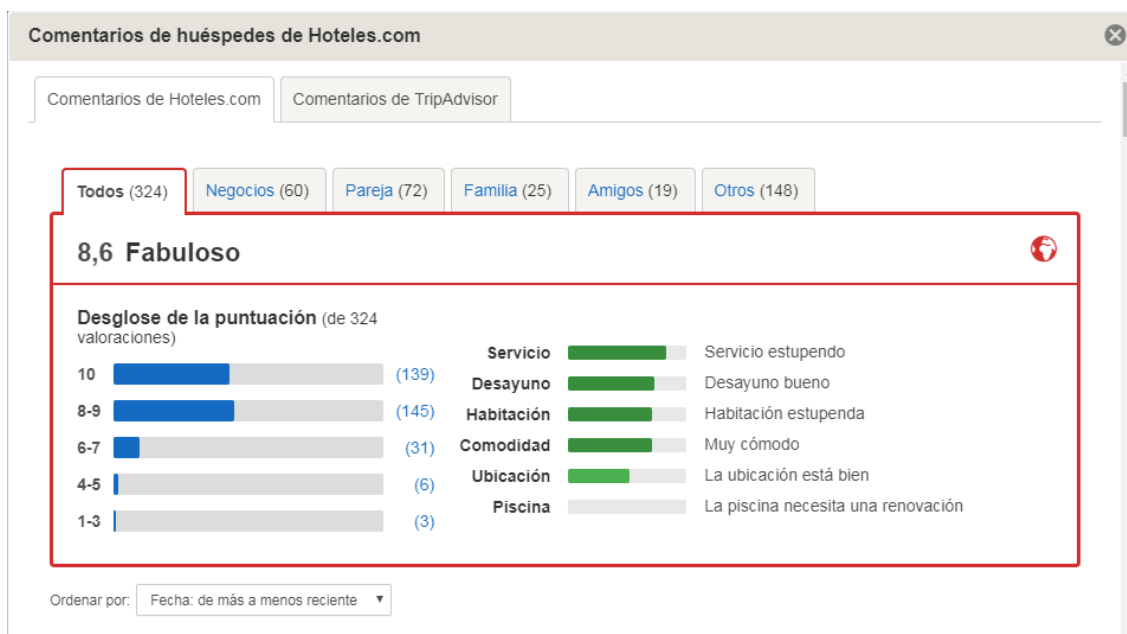 Comentarios de huéspedes de Hoteles.com
Comentarios de Hoteles.com
Comentarios de TripAdvisor
Todos (324)
Negocios (60)
Pareja (72)
Familia (25)
Amigos (19)
Otros (148)
8,6 Fabuloso
Desglose de la puntuación (de 324
valoraciones)
10 (139)
8-9 (145)
6-7 (31)
4-5 (6)
1-3 (3)
Servicio Servicio estupendo
Desayuno Desayuno bueno
Habitación Habitación estupenda
Comodidad Muy cómodo
Ubicación La ubicación está bien
Piscina La piscina necesita una renovación
Ordenar por: Fecha: de más a menos reciente